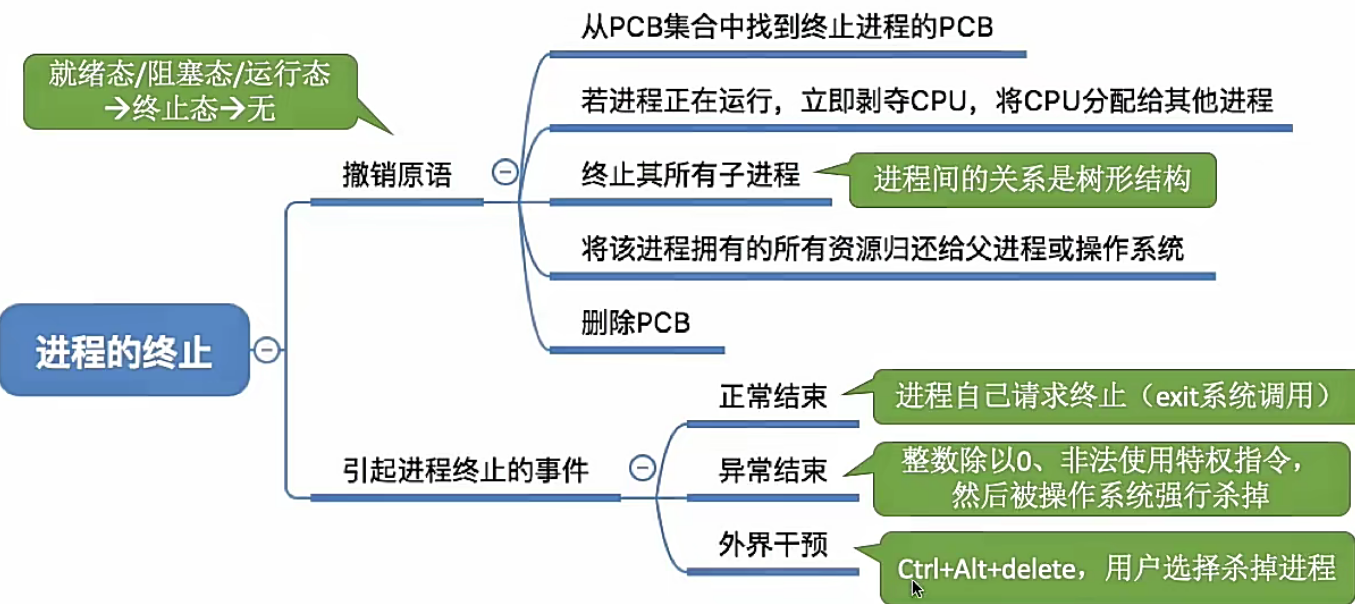 从PCB集合中找到终止进程的PCB
就绪态/阻塞态/运行态
→终止态→无
若进程正在运行，立即剥夺CPU，将CPU分配给其他进程
撤销原语
终止其所有子进程
进程间的关系是树形结构
将该进程拥有的所有资源归还给父进程或操作系统
删除PCB
进程的终止
正常结束
进程自己请求终止（exit系统调用）
引起进程终止的事件
异常结束
整数除以0、非法使用特权指令，
然后被操作系统强行杀掉
外界干预
Ctrl+Alt+delete，用户选择杀掉进程